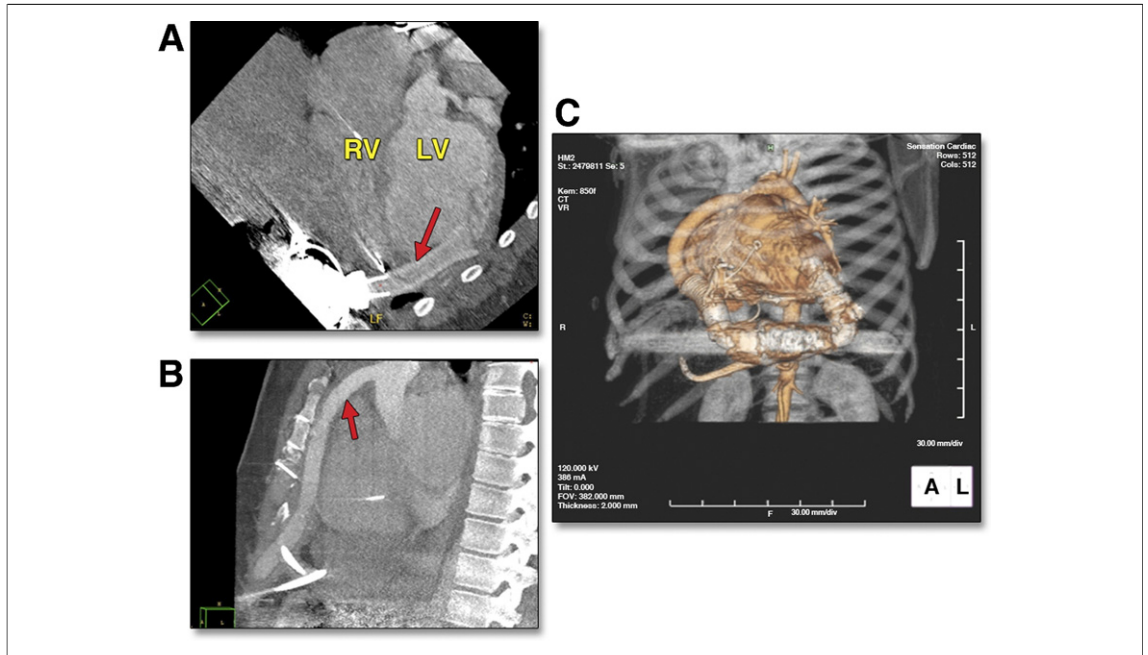 A
RV
LV
LF
C:
W:
B
C
HM2
St.: 2479811 Se: 5
Kem: 850f
CT
VR
Sensation Cardiac
Rows: 512
Cols: 512
H
R
L
30.00 mm/div
120.000 kV
386 mA
Tilt: 0.000
FOV: 382.000 mm
Thickness: 2.000 mm
F
30.00 mm/div
A L